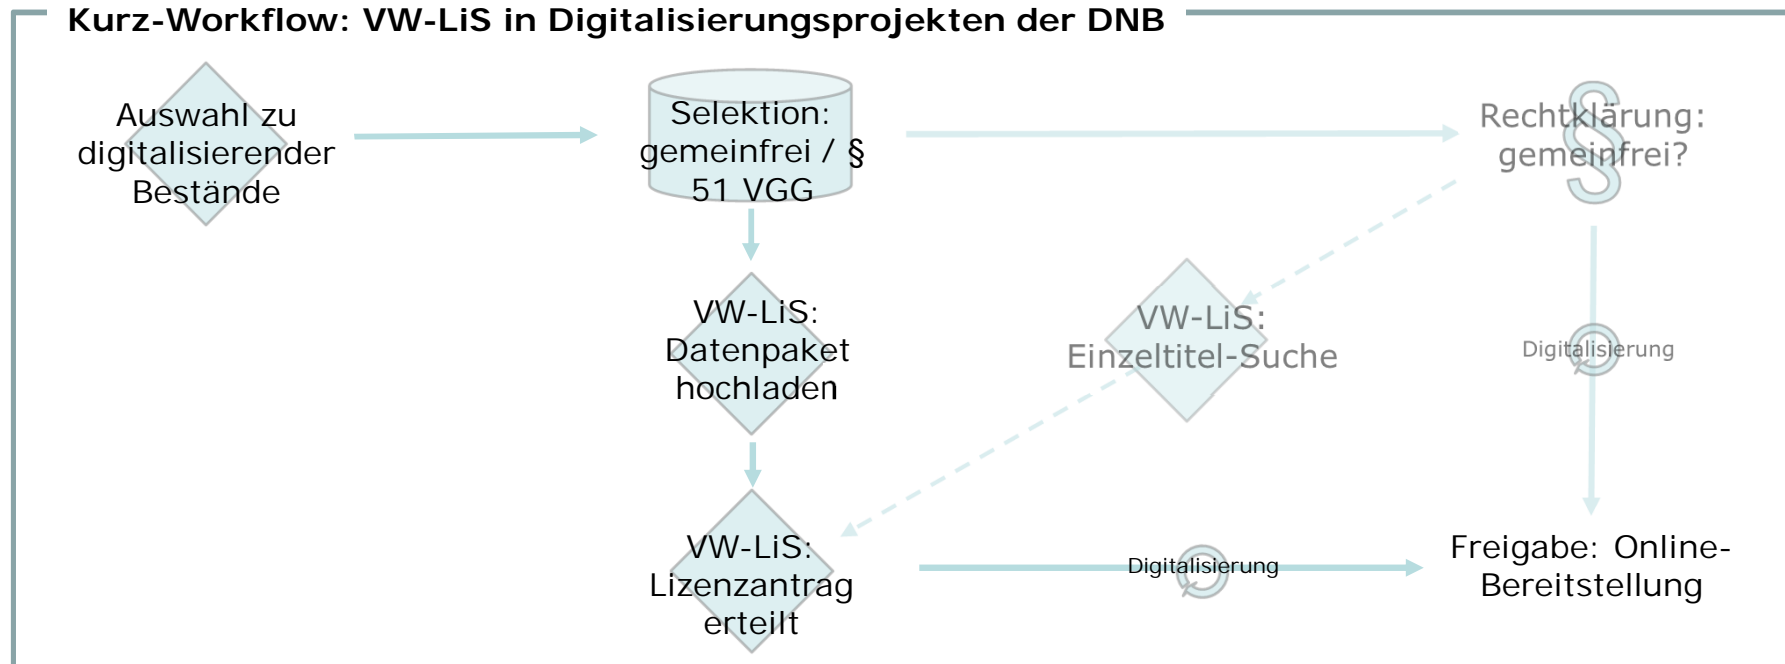 Kurz-Workflow: VW-LiS in Digitalisierungsprojekten der DNB
Auswahl zu
digitalisierender
Bestände
Selektion:
gemeinfrei / §
51 VGG
Rechtklärung:
gemeinfrei?
§
VW-LiS:
Datenpaket
hochladen
VW-LiS:
Einzeltitel-Suche
Digitalisierung
VW-LiS:
Lizenzantrag
erteilt
Digitalisierung
Freigabe: Online-
Bereitstellung